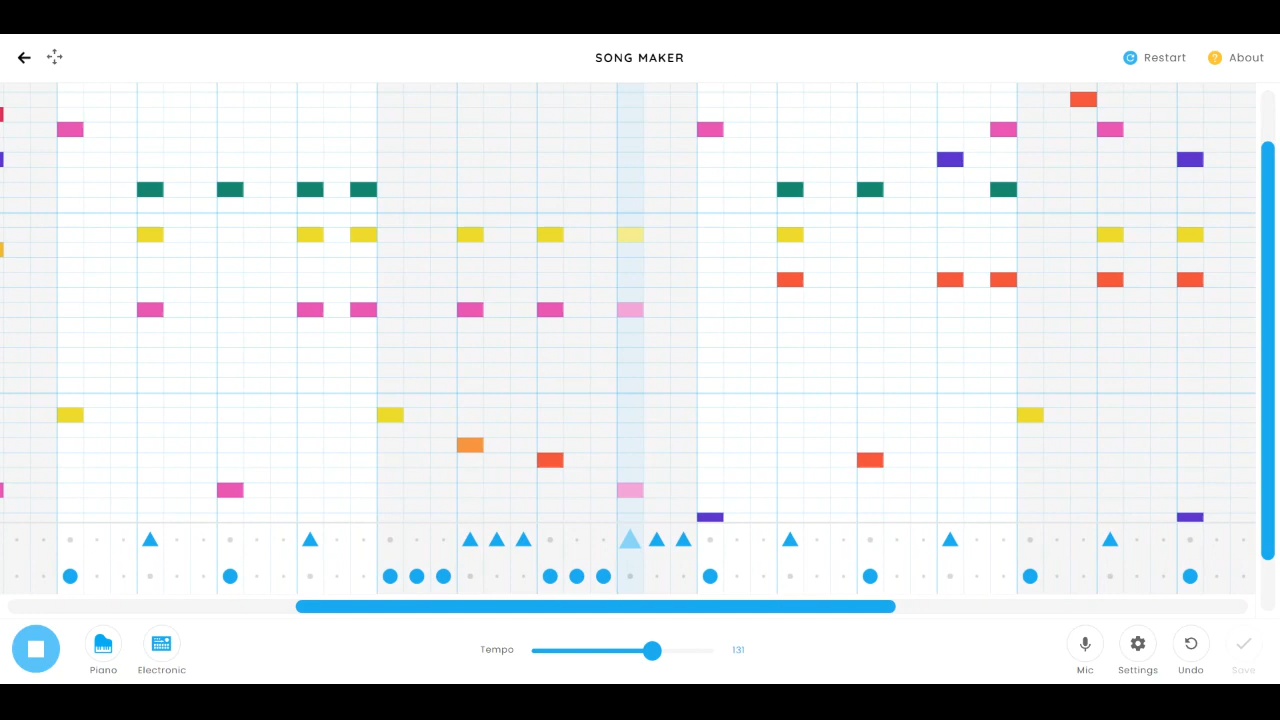 SONG MAKER
Restart
? About
Tempo
131
Piano
Electronic
Mic
Settings
Undo
Save